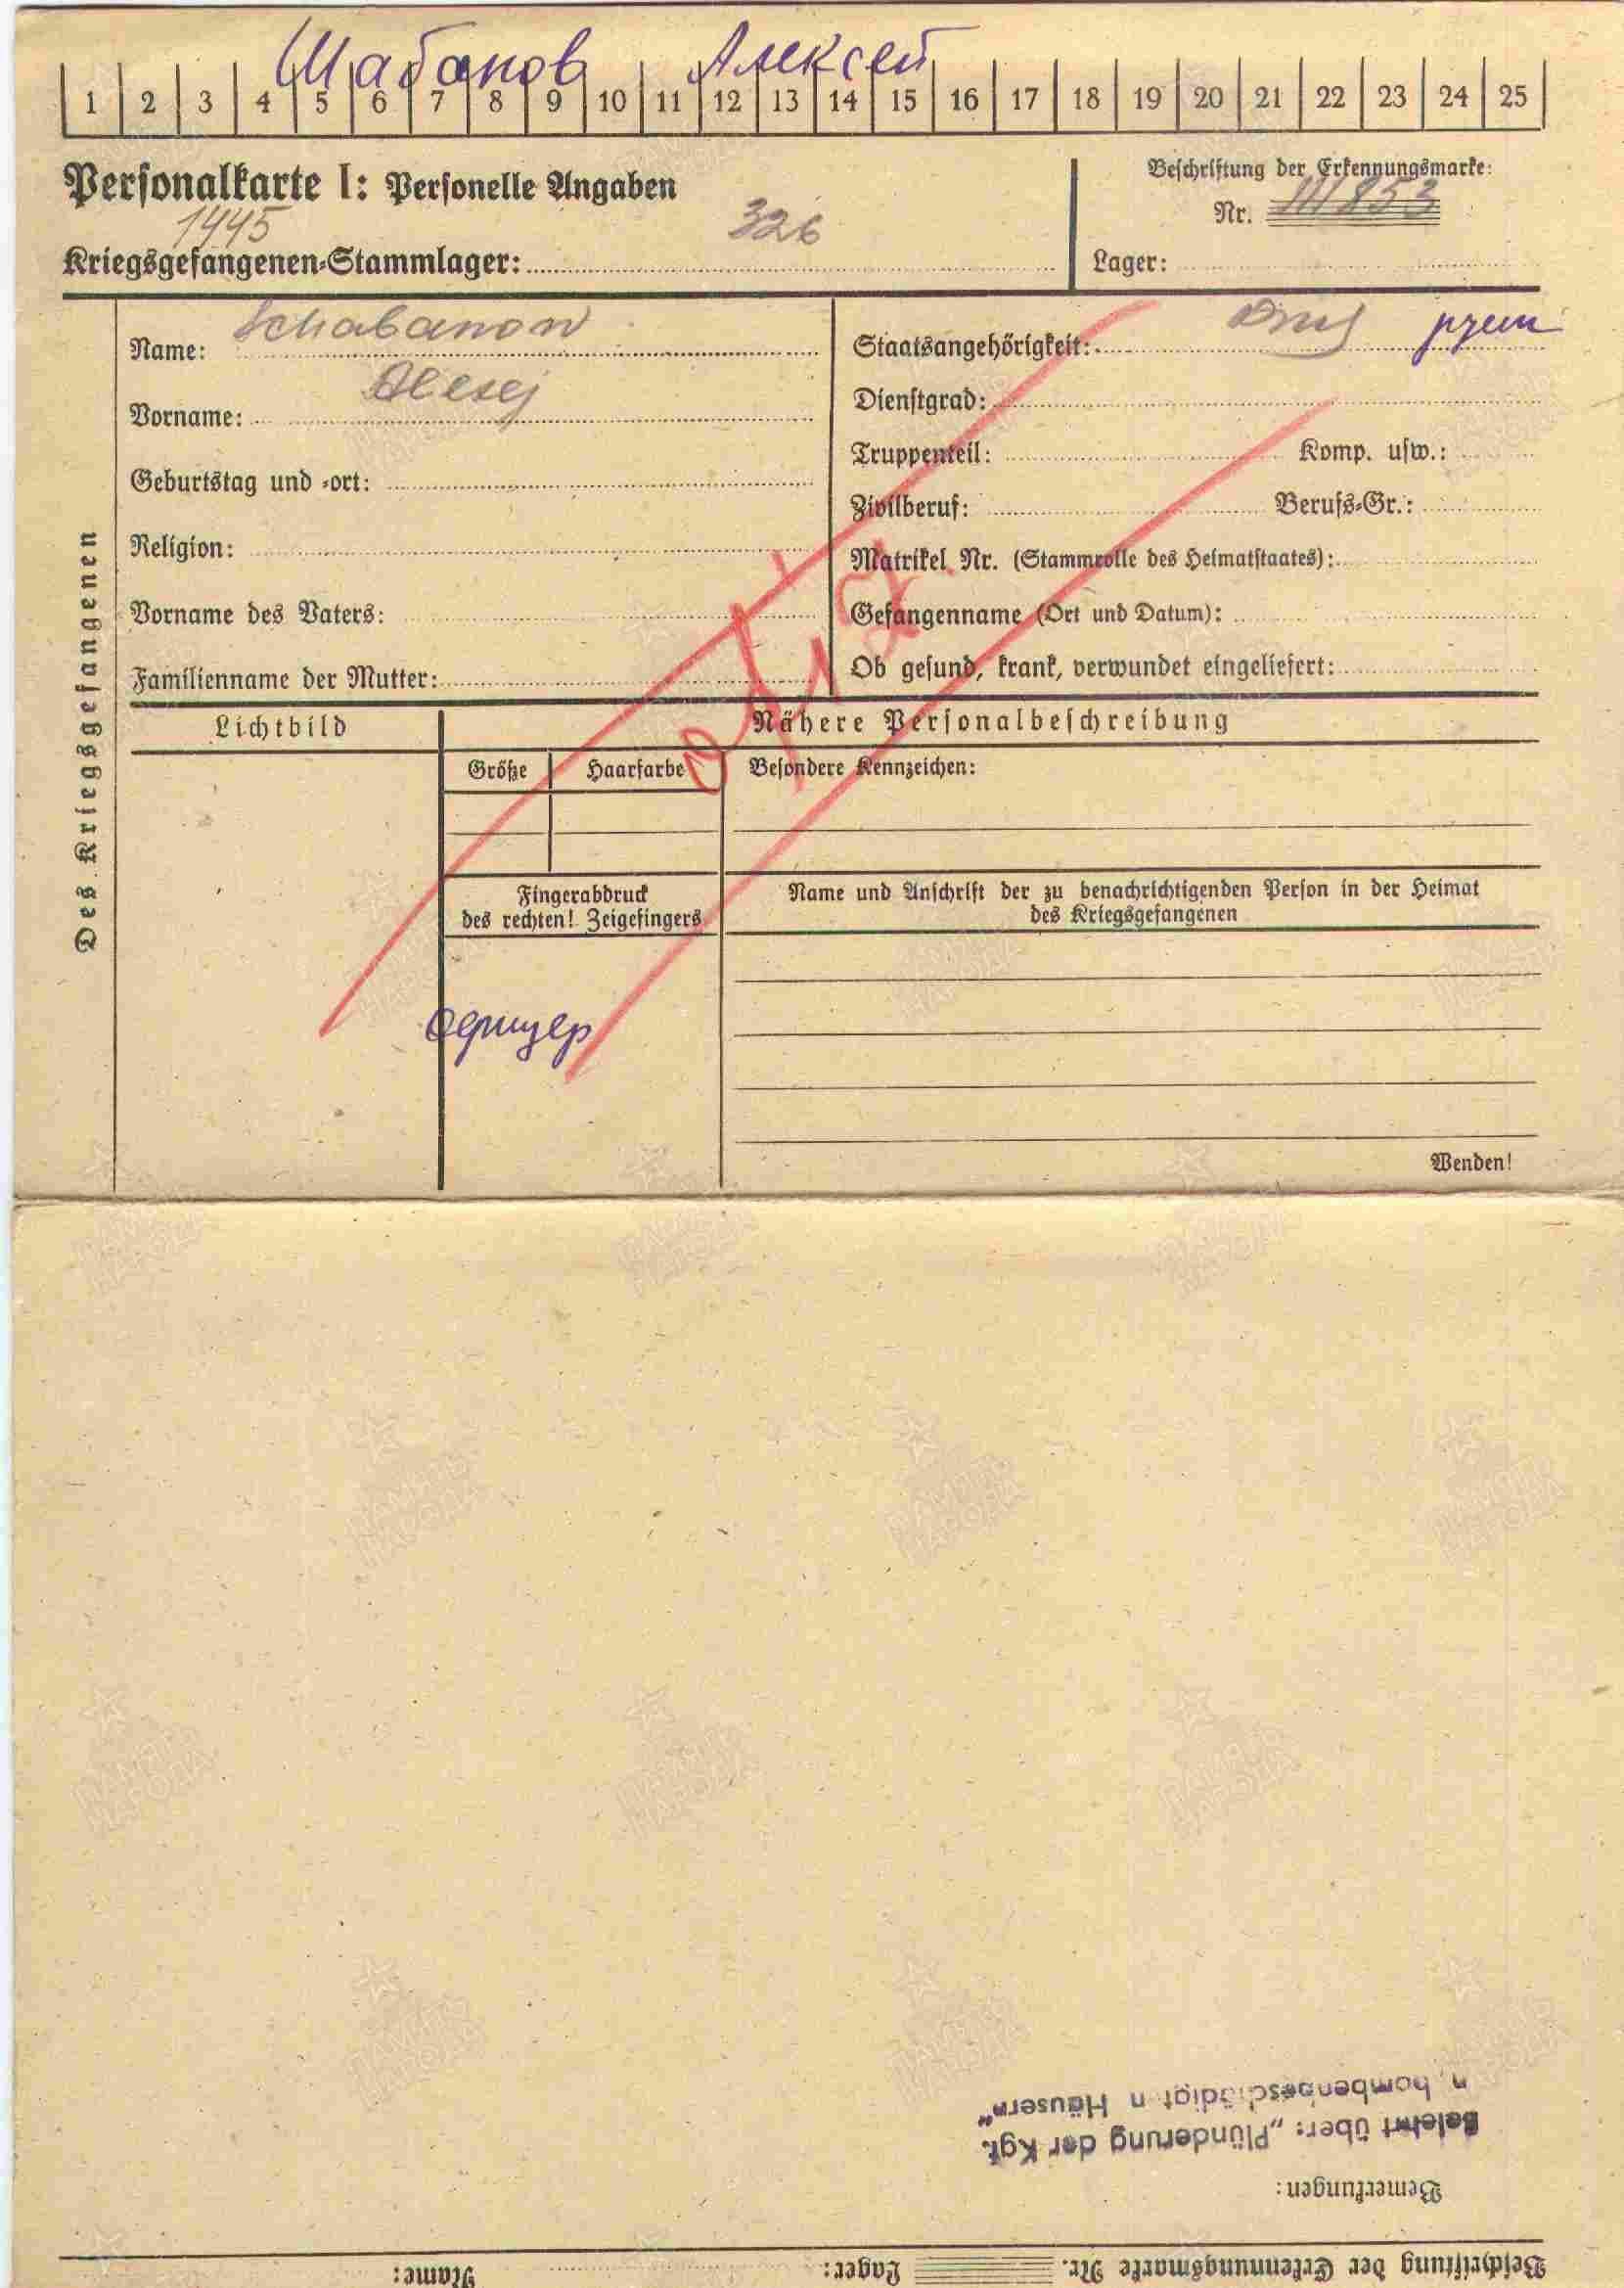 Шабанов Алексей
1 2 3 4 5 6 7 8 9 10 11 12 13 14 15 16 17 18 19 20 21 22 23 24 25
Personalkarte I: Personelle Angaben
Beschriftung der Erkennungsmarke:
Nr. 111853
1445
326
Kriegsgefangenen-Stammlager:
Lager:
Des Kriegsgefangenen
Name: Schabanow
Vorname: Alexej
Geburtstag und -ort:
Religion:
Vorname des Vaters:
Familienname der Mutter:
Staatsangehörigkeit:
Dienstgrad:
Truppenteil: Komp. usw.:
Zivilberuf: Berufs-Gr.:
Matrikel Nr. (Stammrolle des Heimatstaates):
Gefangennahme (Ort und Datum):
Ob gesund, krank, verwundet eingeliefert:
Lichtbild
Nähere Personalbeschreibung
Größe Haarfarbe Besondere Kennzeichen:
Fingerabdruck
des rechten! Zeigefingers
Name und Anschrift der zu benachrichtigenden Person in der Heimat
des Kriegsgefangenen
офиц.
Офицер
Wenden!
Beschriftung der Erkennungsmarke Nr. Lager: Name:
Bemerkungen:
Belehrt über: „Plünderung der Kgf.
n. bombengeschädigt n Häusern"